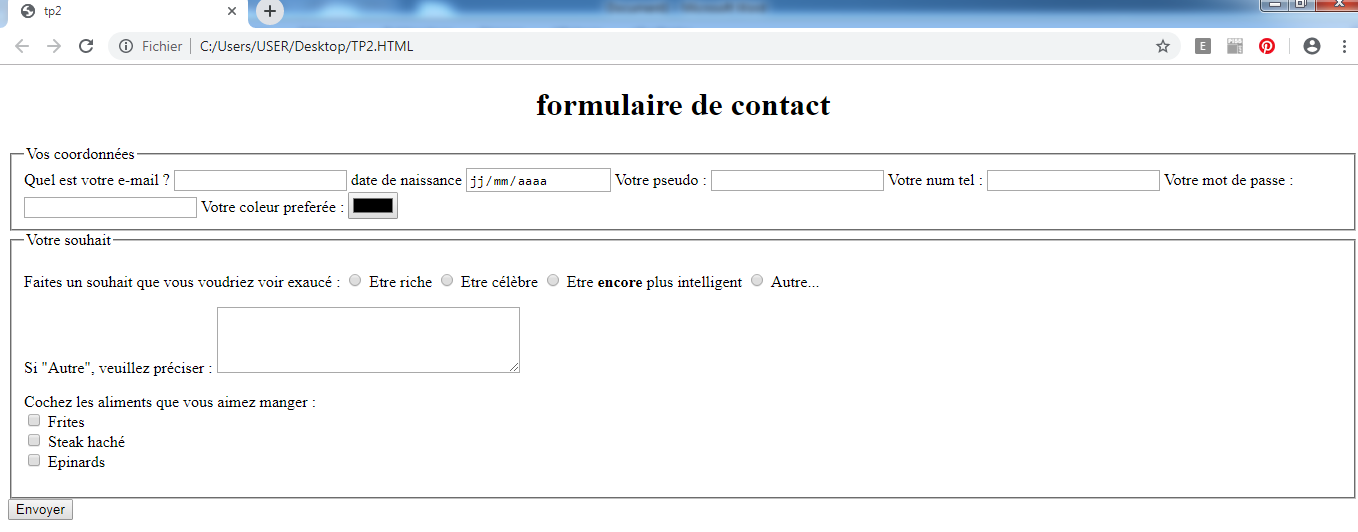 tp2
Fichier C:/Users/USER/Desktop/TP2.HTML
formulaire de contact
Vos coordonnées
Quel est votre e-mail ? date de naissance jj/mm/aaaa Votre pseudo : Votre num tel : Votre mot de passe :
Votre coleur preferée :
Votre souhait
Faites un souhait que vous voudriez voir exaucé : Etre riche Etre célèbre Etre encore plus intelligent Autre...
Si "Autre", veuillez préciser :
Cochez les aliments que vous aimez manger :
Frites
Steak haché
Epinards
Envoyer